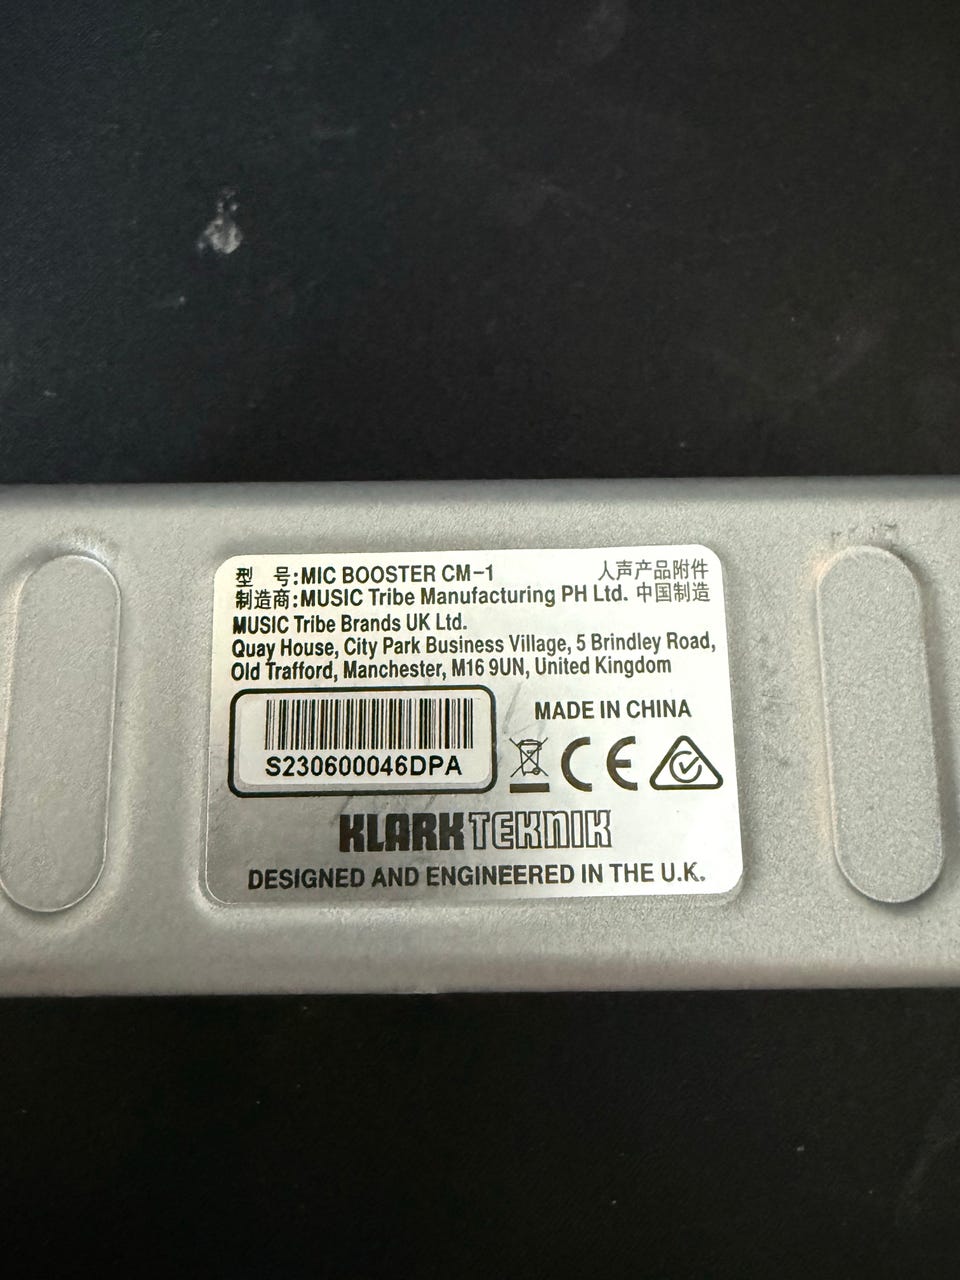 型 号:MIC BOOSTER CM-1 人声产品附件
制造商:MUSIC Tribe Manufacturing PH Ltd. 中国制造
MUSIC Tribe Brands UK Ltd.
Quay House, City Park Business Village, 5 Brindley Road,
Old Trafford, Manchester, M16 9UN, United Kingdom
MADE IN CHINA
S230600046DPA
CE
KLARK TEKNIK
DESIGNED AND ENGINEERED IN THE U.K.